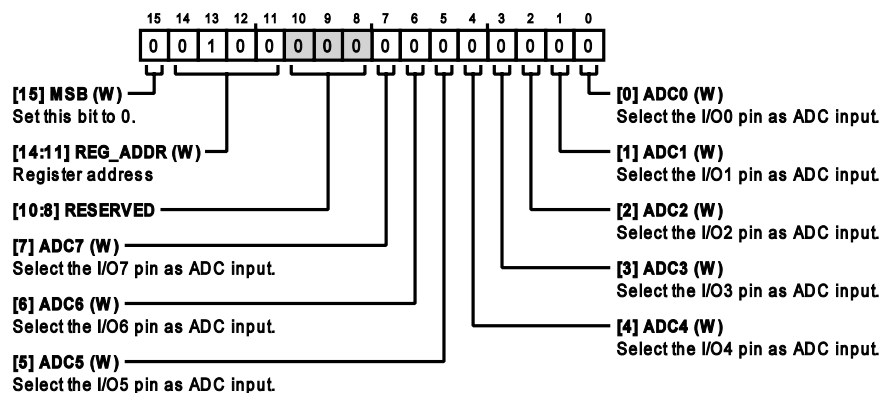 15 14 13 12 11 10 9 8 7 6 5 4 3 2 1 0
0 0 1 0 0 0 0 0 0 0 0 0 0 0 0 0
[15] MSB (W)
Set this bit to 0.
[14:11] REG_ADDR (W)
Register address
[10:8] RESERVED
[7] ADC7 (W)
Select the I/O7 pin as ADC input.
[6] ADC6 (W)
Select the I/O6 pin as ADC input.
[5] ADC5 (W)
Select the I/O5 pin as ADC input.
[0] ADC0 (W)
Select the I/O0 pin as ADC input.
[1] ADC1 (W)
Select the I/O1 pin as ADC input.
[2] ADC2 (W)
Select the I/O2 pin as ADC input.
[3] ADC3 (W)
Select the I/O3 pin as ADC input.
[4] ADC4 (W)
Select the I/O4 pin as ADC input.